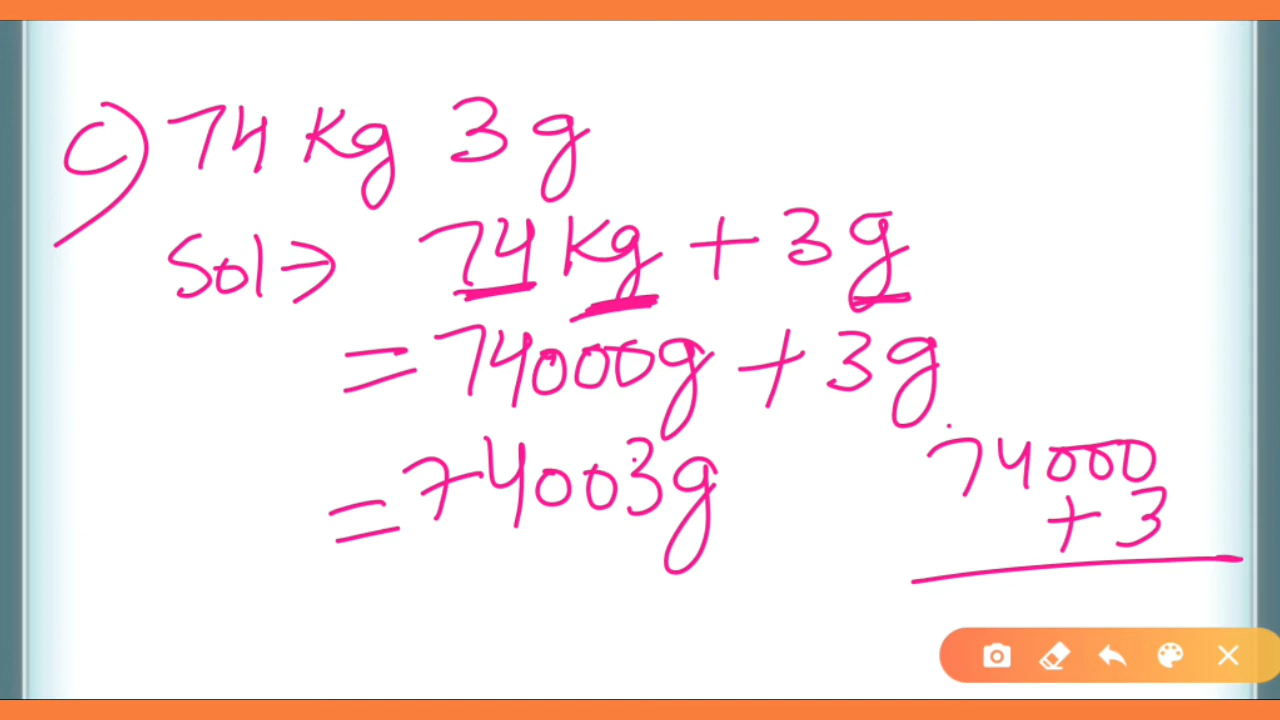 c) 74 Kg 3 g
Sol → 74 Kg + 3 g
= 74000g + 3g
= 74003g
74000
+ 3